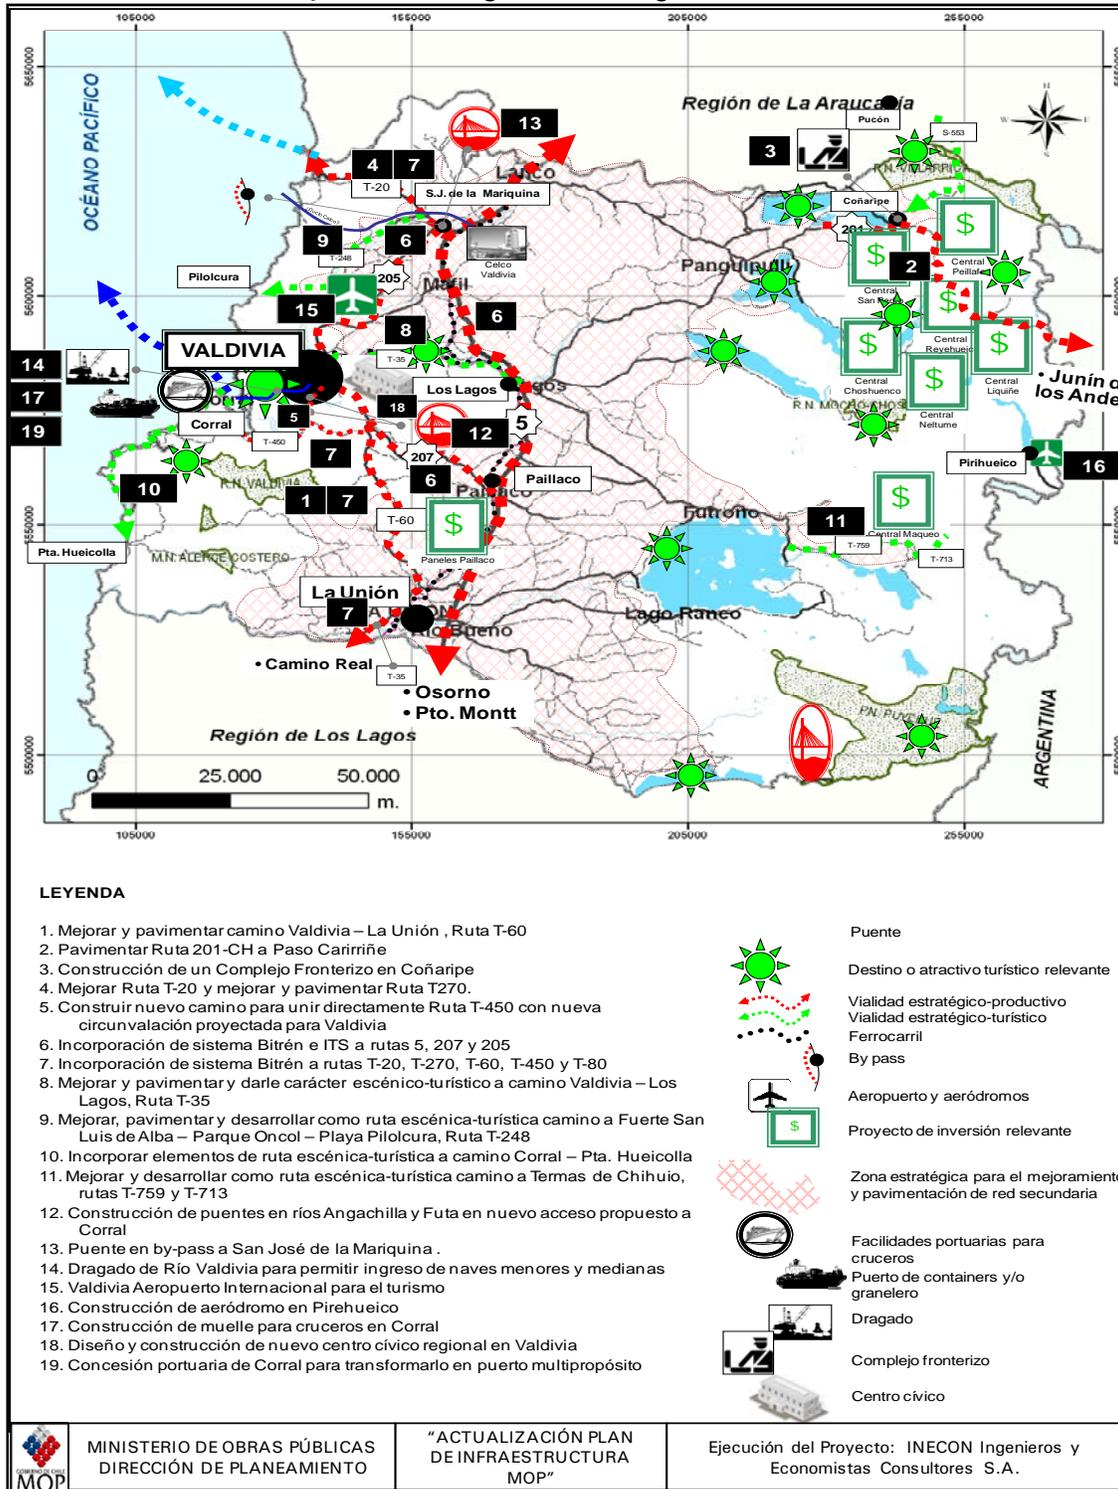 105000
155000
205000
255000
5650000
5650000
OCÉANO PACÍFICO
Región de La Araucanía
Pucón
S-553
P.N. VILLARRICA
13
3
4
7
T-20
Lanco
S.J. de la Mariquina
Coñaripe
201
9
6
T-248
Celco
Valdivia
205
Pilolcura
Mafil
Panguipulli
2
Central
Peillaf
Central
San Pedro
5600000
15
6
8
VALDIVIA
T-35
Central
Reyehueic
14
17
19
Los Lagos
Lagos
Central
Choshuenco
Central
Liquiñe
Central
Neltume
• Junín d
los Ande
R.N. MOCHO-CHOS
Corral
5
18
T-450
12
5
7
207
6
Pirihueico
16
Paillaco
Paillaco
10
R.N. VALDIVIA
1
7
T-60
Futrono
11
Central Maqueo
T-759
T-713
5550000
Pta. Hueicolla
M.N. ALERCE COSTERO
Paneles Paillaco
La Unión
7
Río Bueno
Lago Ranco
• Camino Real
T-35
• Osorno
• Pto. Montt
Región de Los Lagos
P.N. PUYEHUE
ARGENTINA
0
25.000
50.000
m.
5500000
105000
155000
205000
255000
LEYENDA
1. Mejorar y pavimentar camino Valdivia – La Unión , Ruta T-60
2. Pavimentar Ruta 201-CH a Paso Carirriñe
3. Construcción de un Complejo Fronterizo en Coñaripe
4. Mejorar Ruta T-20 y mejorar y pavimentar Ruta T270.
5. Construir nuevo camino para unir directamente Ruta T-450 con nueva
circunvalación proyectada para Valdivia
6. Incorporación de sistema Bitrén e ITS a rutas 5, 207 y 205
7. Incorporación de sistema Bitrén a rutas T-20, T-270, T-60, T-450 y T-80
8. Mejorar y pavimentar y darle carácter escénico-turístico a camino Valdivia – Los
Lagos, Ruta T-35
9. Mejorar, pavimentar y desarrollar como ruta escénica-turística camino a Fuerte San
Luis de Alba – Parque Oncol – Playa Pilolcura, Ruta T-248
10. Incorporar elementos de ruta escénica-turística a camino Corral – Pta. Hueicolla
11. Mejorar y desarrollar como ruta escénica-turística camino a Termas de Chihuio,
rutas T-759 y T-713
12. Construcción de puentes en ríos Angachilla y Futa en nuevo acceso propuesto a
Corral
13. Puente en by-pass a San José de la Mariquina .
14. Dragado de Río Valdivia para permitir ingreso de naves menores y medianas
15. Valdivia Aeropuerto Internacional para el turismo
16. Construcción de aeródromo en Pirehueico
17. Construcción de muelle para cruceros en Corral
18. Diseño y construcción de nuevo centro cívico regional en Valdivia
19. Concesión portuaria de Corral para transformarlo en puerto multipropósito
Puente
Destino o atractivo turístico relevante
Vialidad estratégico-productivo
Vialidad estratégico-turístico
Ferrocarril
By pass
Aeropuerto y aeródromos
Proyecto de inversión relevante
Zona estratégica para el mejoramiento
y pavimentación de red secundaria
Facilidades portuarias para
cruceros
Puerto de containers y/o
granelero
Dragado
Complejo fronterizo
Centro cívico
GOBIERNO DE CHILE
MOP
MINISTERIO DE OBRAS PÚBLICAS
DIRECCIÓN DE PLANEAMIENTO
“ACTUALIZACIÓN PLAN
DE INFRAESTRUCTURA
MOP”
Ejecución del Proyecto: INECON Ingenieros y
Economistas Consultores S.A.